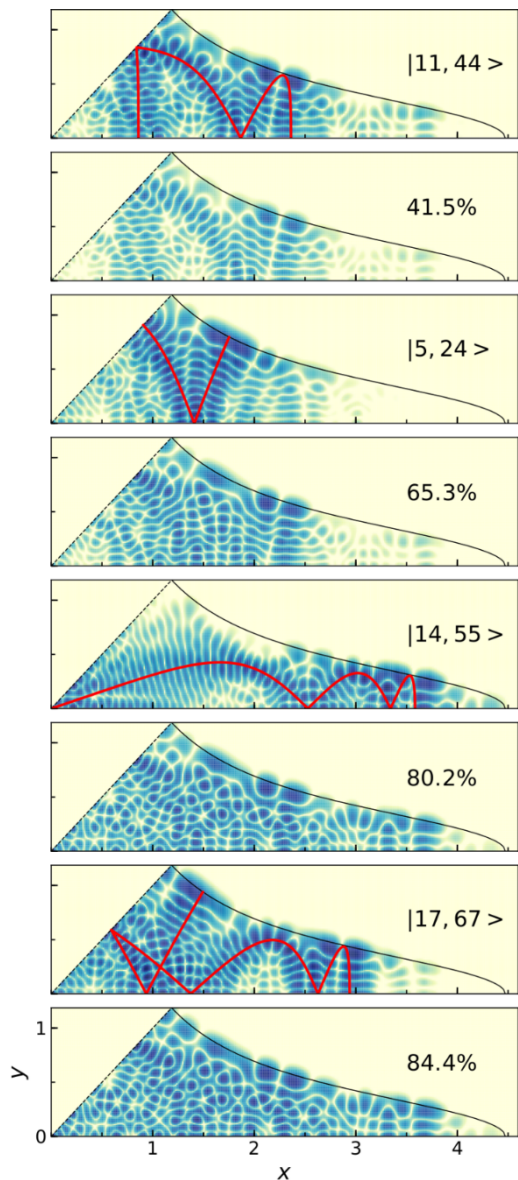 |11, 44 >
41.5%
|5, 24 >
65.3%
|14, 55 >
80.2%
|17, 67 >
84.4%
1
y
0
1 2 3 4
x